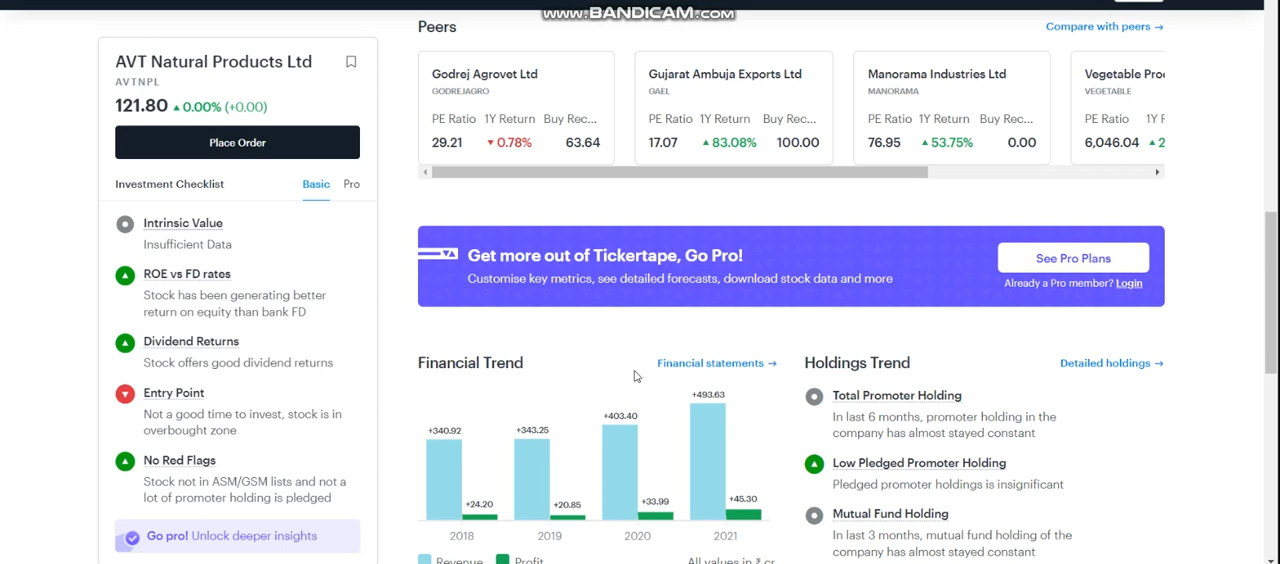 www.BANDICAM.com
AVT Natural Products Ltd
AVTNPL
121.80 ▲ 0.00% (+0.00)
Place Order
Investment Checklist Basic Pro
Intrinsic Value
Insufficient Data
ROE vs FD rates
Stock has been generating better
return on equity than bank FD
Dividend Returns
Stock offers good dividend returns
Entry Point
Not a good time to invest, stock is in
overbought zone
No Red Flags
Stock not in ASM/GSM lists and not a
lot of promoter holding is pledged
Go pro! Unlock deeper insights
Peers
Compare with peers →
Godrej Agrovet Ltd
GODREJAGRO
PE Ratio 1Y Return Buy Rec...
29.21 ▼ 0.78% 63.64
Gujarat Ambuja Exports Ltd
GAEL
PE Ratio 1Y Return Buy Rec...
17.07 ▲ 83.08% 100.00
Manorama Industries Ltd
MANORAMA
PE Ratio 1Y Return Buy Rec...
76.95 ▲ 53.75% 0.00
Vegetable Pro
VEGETABLE
PE Ratio 1Y
6,046.04 ▲ 2
Get more out of Tickertape, Go Pro!
Customise key metrics, see detailed forecasts, download stock data and more
See Pro Plans
Already a Pro member? Login
Financial Trend
Financial statements →
+340.92 +343.25 +403.40 +493.63
+24.20 +20.85 +33.99 +45.30
2018 2019 2020 2021
Revenue Profit All values in ₹ cr
Holdings Trend
Detailed holdings →
Total Promoter Holding
In last 6 months, promoter holding in the
company has almost stayed constant
Low Pledged Promoter Holding
Pledged promoter holdings is insignificant
Mutual Fund Holding
In last 3 months, mutual fund holding of the
company has almost stayed constant